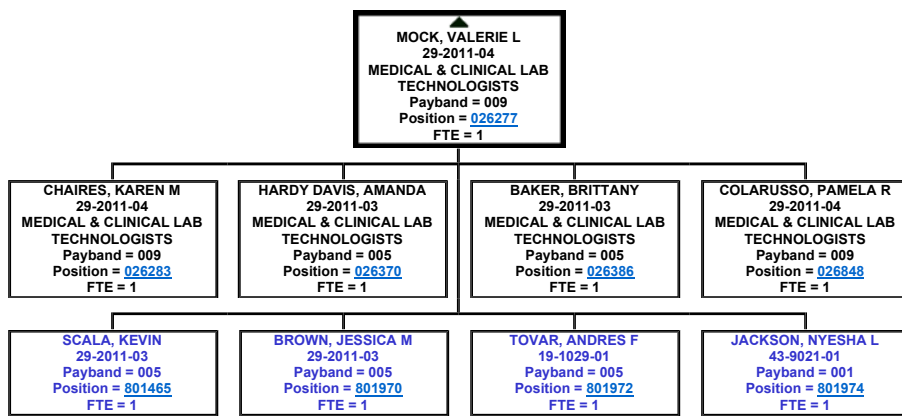 MOCK, VALERIE L
29-2011-04
MEDICAL & CLINICAL LAB
TECHNOLOGISTS
Payband = 009
Position = 026277
FTE = 1
CHAIRES, KAREN M
29-2011-04
MEDICAL & CLINICAL LAB
TECHNOLOGISTS
Payband = 009
Position = 026283
FTE = 1
HARDY DAVIS, AMANDA
29-2011-03
MEDICAL & CLINICAL LAB
TECHNOLOGISTS
Payband = 005
Position = 026370
FTE = 1
BAKER, BRITTANY
29-2011-03
MEDICAL & CLINICAL LAB
TECHNOLOGISTS
Payband = 005
Position = 026386
FTE = 1
COLARUSSO, PAMELA R
29-2011-04
MEDICAL & CLINICAL LAB
TECHNOLOGISTS
Payband = 009
Position = 026848
FTE = 1
SCALA, KEVIN
29-2011-03
Payband = 005
Position = 801465
FTE = 1
BROWN, JESSICA M
29-2011-03
Payband = 005
Position = 801970
FTE = 1
TOVAR, ANDRES F
19-1029-01
Payband = 005
Position = 801972
FTE = 1
JACKSON, NYESHA L
43-9021-01
Payband = 001
Position = 801974
FTE = 1